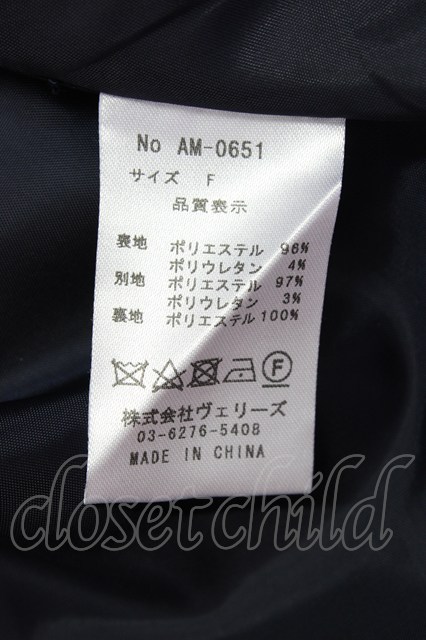 No AM-0651
サイズ F
品質表示
表地 ポリエステル 96%
ポリウレタン 4%
別地 ポリエステル 97%
ポリウレタン 3%
裏地 ポリエステル 100%
F
株式会社ヴェリーズ
03-6276-5408
MADE IN CHINA
closet child